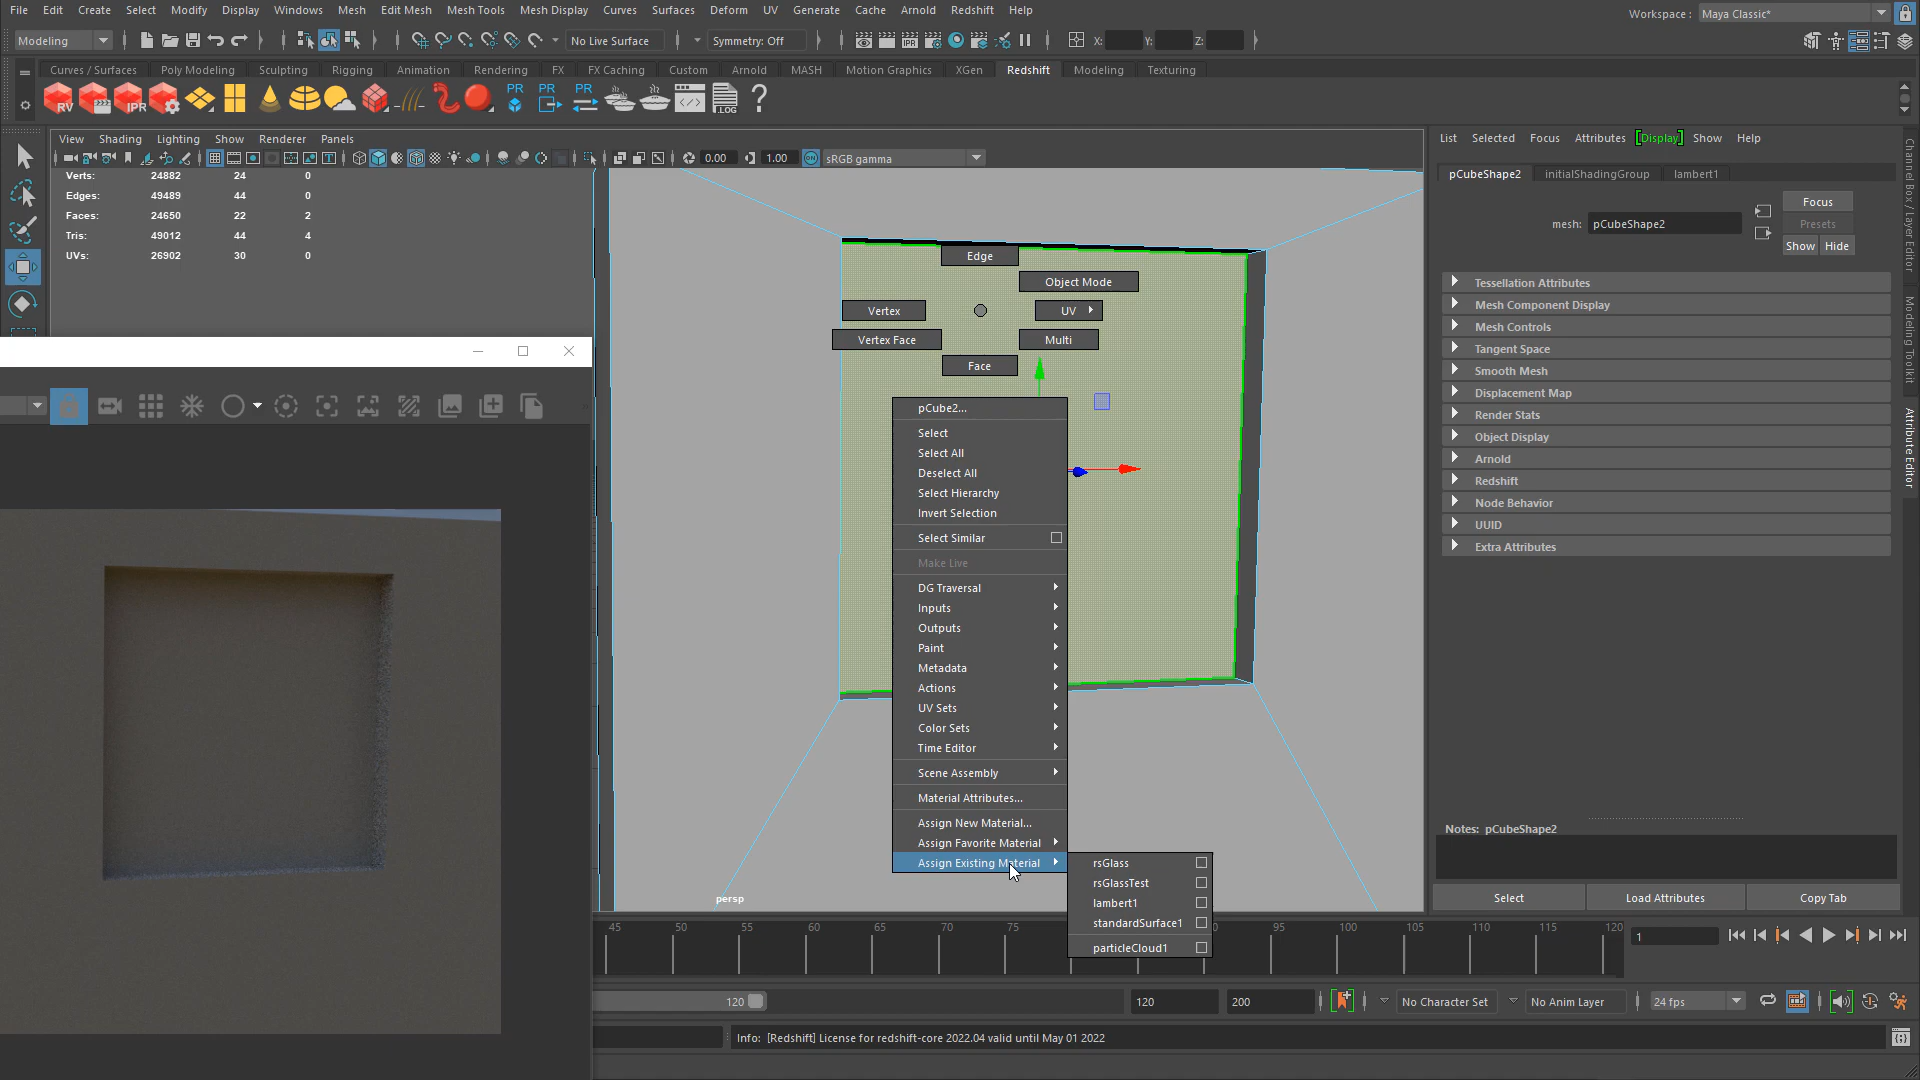 File Edit Create Select Modify Display Windows Mesh Edit Mesh Mesh Tools Mesh Display Curves Surfaces Deform UV Generate Cache Arnold Redshift Help
Workspace : Maya Classic*
Modeling No Live Surface Symmetry: Off X: Y: Z:
Curves / Surfaces Poly Modeling Sculpting Rigging Animation Rendering FX FX Caching Custom Arnold MASH Motion Graphics XGen Redshift Modeling Texturing
RV IPR PR PR PR .LOG ?
View Shading Lighting Show Renderer Panels
0.00 1.00 ON sRGB gamma
Verts: 24882 24 0
Edges: 49489 44 0
Faces: 24650 22 2
Tris: 49012 44 4
UVs: 26902 30 0
Edge
Object Mode
Vertex
UV
Vertex Face
Multi
Face
pCube2...
Select
Select All
Deselect All
Select Hierarchy
Invert Selection
Select Similar
Make Live
DG Traversal
Inputs
Outputs
Paint
Metadata
Actions
UV Sets
Color Sets
Time Editor
Scene Assembly
Material Attributes...
Assign New Material...
Assign Favorite Material
Assign Existing Material
rsGlass
rsGlassTest
lambert1
standardSurface1
particleCloud1
persp
List Selected Focus Attributes Display Show Help
pCubeShape2 initialShadingGroup lambert1
Focus
mesh: pCubeShape2 Presets
Show Hide
Tessellation Attributes
Mesh Component Display
Mesh Controls
Tangent Space
Smooth Mesh
Displacement Map
Render Stats
Object Display
Arnold
Redshift
Node Behavior
UUID
Extra Attributes
Notes: pCubeShape2
Select Load Attributes Copy Tab
Channel Box / Layer Editor
Modeling Toolkit
Attribute Editor
45 50 55 60 65 70 75 95 100 105 110 115 120
1
120 120 200 No Character Set No Anim Layer 24 fps
Info: [Redshift] License for redshift-core 2022.04 valid until May 01 2022